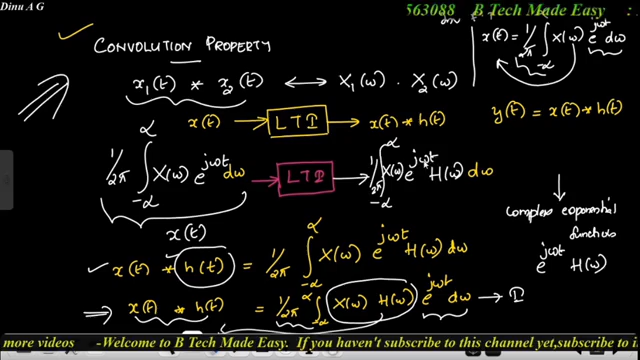 Dinu A G
563088 B Tech Made Easy.
CONVOLUTION PROPERTY
x(t) = 1/2π ∫_{-α} X(ω) e^{jωt} dω
x₁(t) * x₂(t) ⟷ X₁(ω) · X₂(ω)
x(t) → LTI → x(t) * h(t)
y(t) = x(t) * h(t)
1/2π ∫_{-α}^{α} X(ω) e^{jωt} dω → LTI → 1/2π ∫_{-α}^{α} X(ω) e^{jωt} H(ω) dω
x(t)
Complex exponential
function
e^{jωt} H(ω)
✓ x(t) * h(t) = 1/2π ∫_{-α}^{α} X(ω) e^{jωt} H(ω) dω
⇒ x(t) * h(t) = 1/2π ∫_{-α}^{α} X(ω) H(ω) e^{jωt} dω → I
more videos -Welcome to B Tech Made Easy. If you haven't subscribe to this channel yet,subscribe to